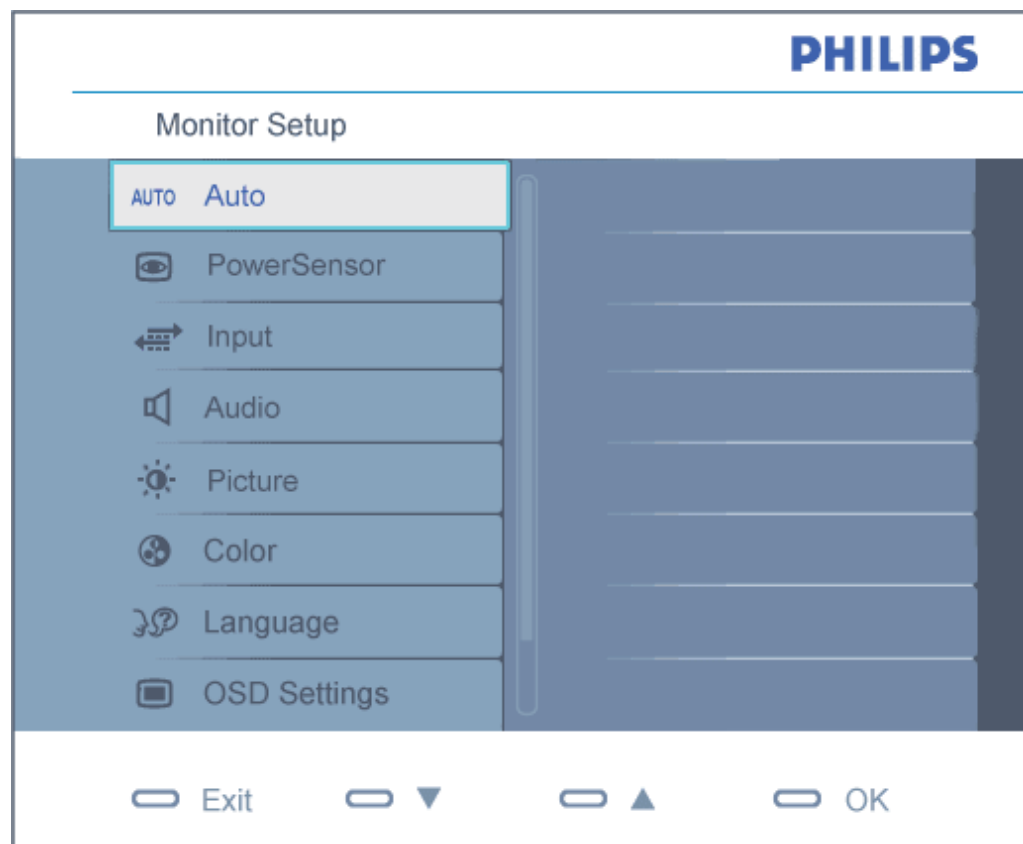 PHILIPS
Monitor Setup
AUTO Auto
PowerSensor
Input
Audio
Picture
Color
Language
OSD Settings
Exit ▼ ▲ OK